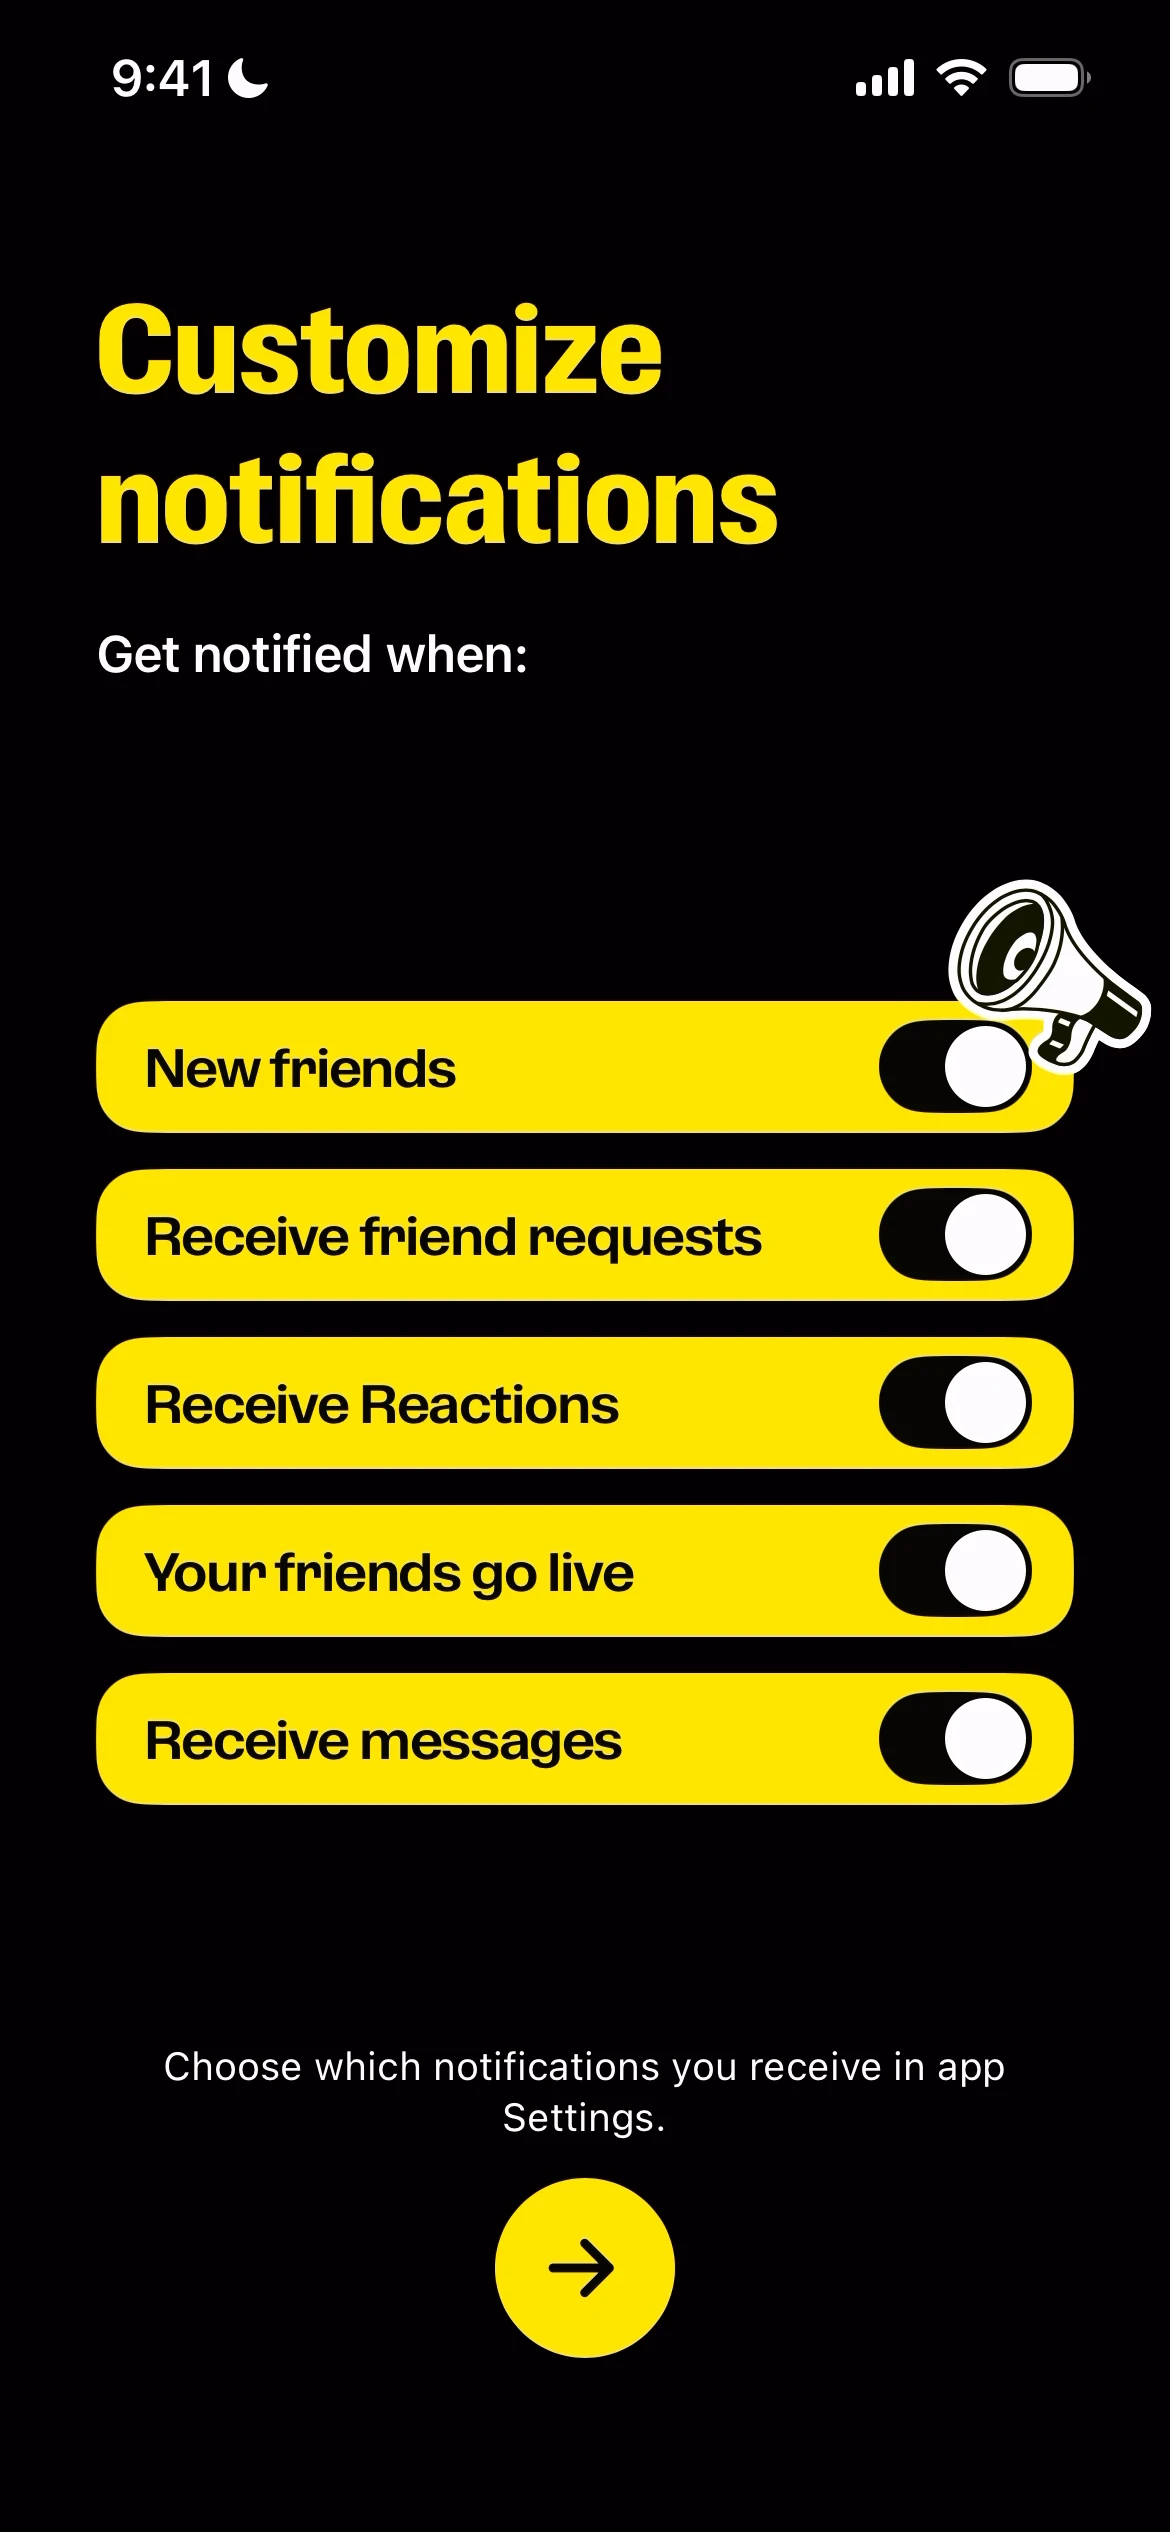 9:41
Customize
notifications
Get notified when:
New friends
Receive friend requests
Receive Reactions
Your friends go live
Receive messages
Choose which notifications you receive in app
Settings.